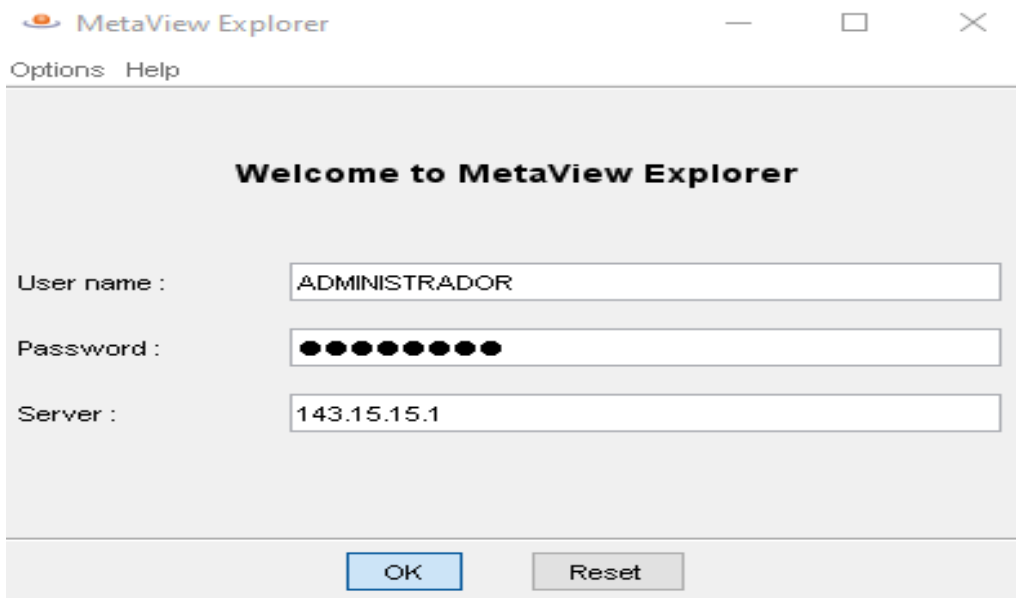 MetaView Explorer
Options Help
Welcome to MetaView Explorer
User name : ADMINISTRADOR
Password : ●●●●●●●●
Server : 143.15.15.1
OK Reset